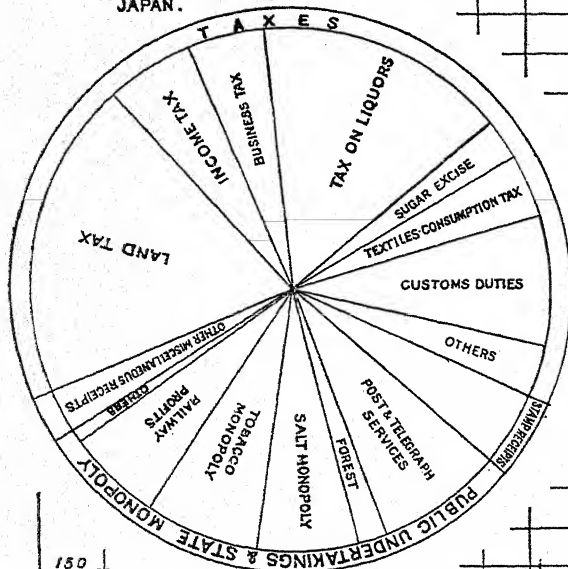 JAPAN.
TAXES
TAX ON LIQUORS
SUGAR EXCISE
TEXTILES-CONSUMPTION TAX
CUSTOMS DUTIES
OTHERS
STAMP RECEIPTS
PUBLIC UNDERTAKINGS & STATE MONOPOLY
POST & TELEGRAPH
SERVICES
FOREST
SALT MONOPOLY
TOBACCO
MONOPOLY
RAILWAY
PROFITS
OTHERS
OTHER MISCELLANEOUS RECEIPTS
LAND TAX
INCOME TAX
BUSINESS TAX
150